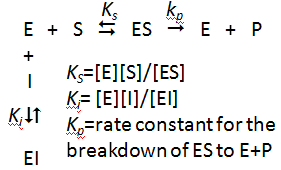 Ks kp
E + S ⇆ ES → E + P
+
I
Ks=[E][S]/[ES]
Ki= [E][I]/[EI]
Ki↓↑
Kp=rate constant for the
breakdown of ES to E+P
EI